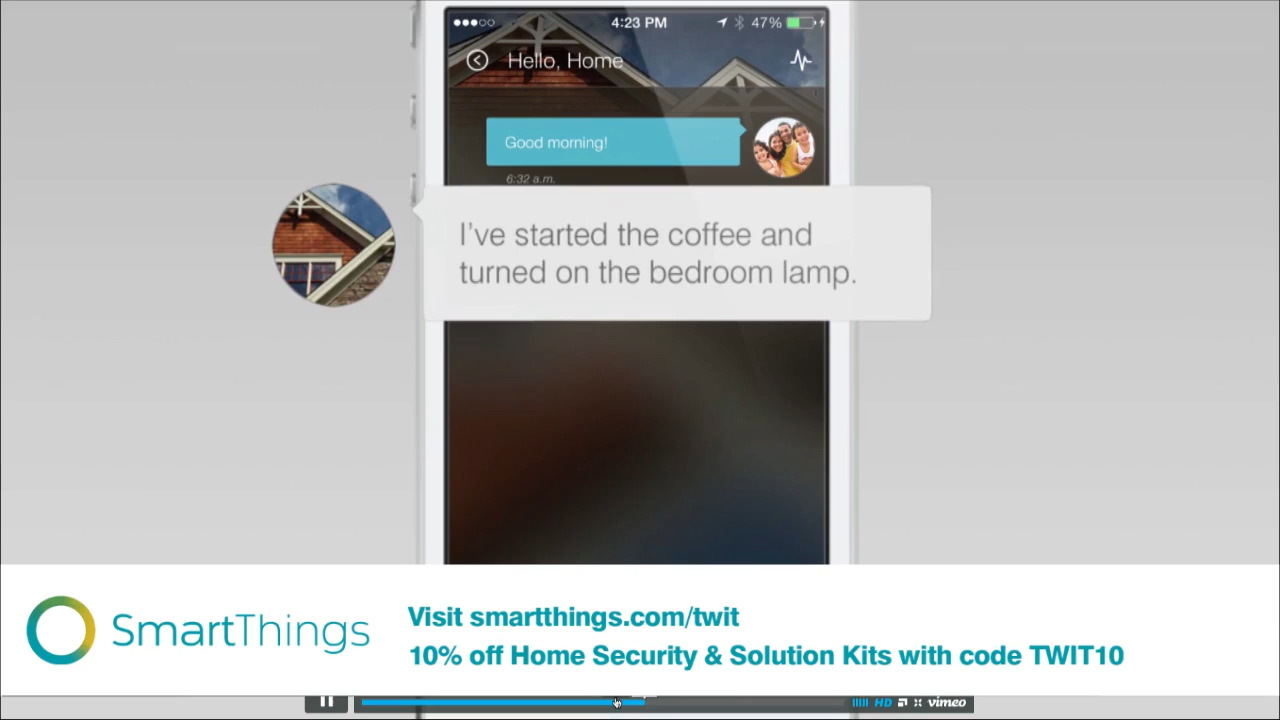 4:23 PM
47%
Hello, Home
Good morning!
6:32 a.m.
I've started the coffee and
turned on the bedroom lamp.
SmartThings
Visit smartthings.com/twit
10% off Home Security & Solution Kits with code TWIT10
HD vimeo